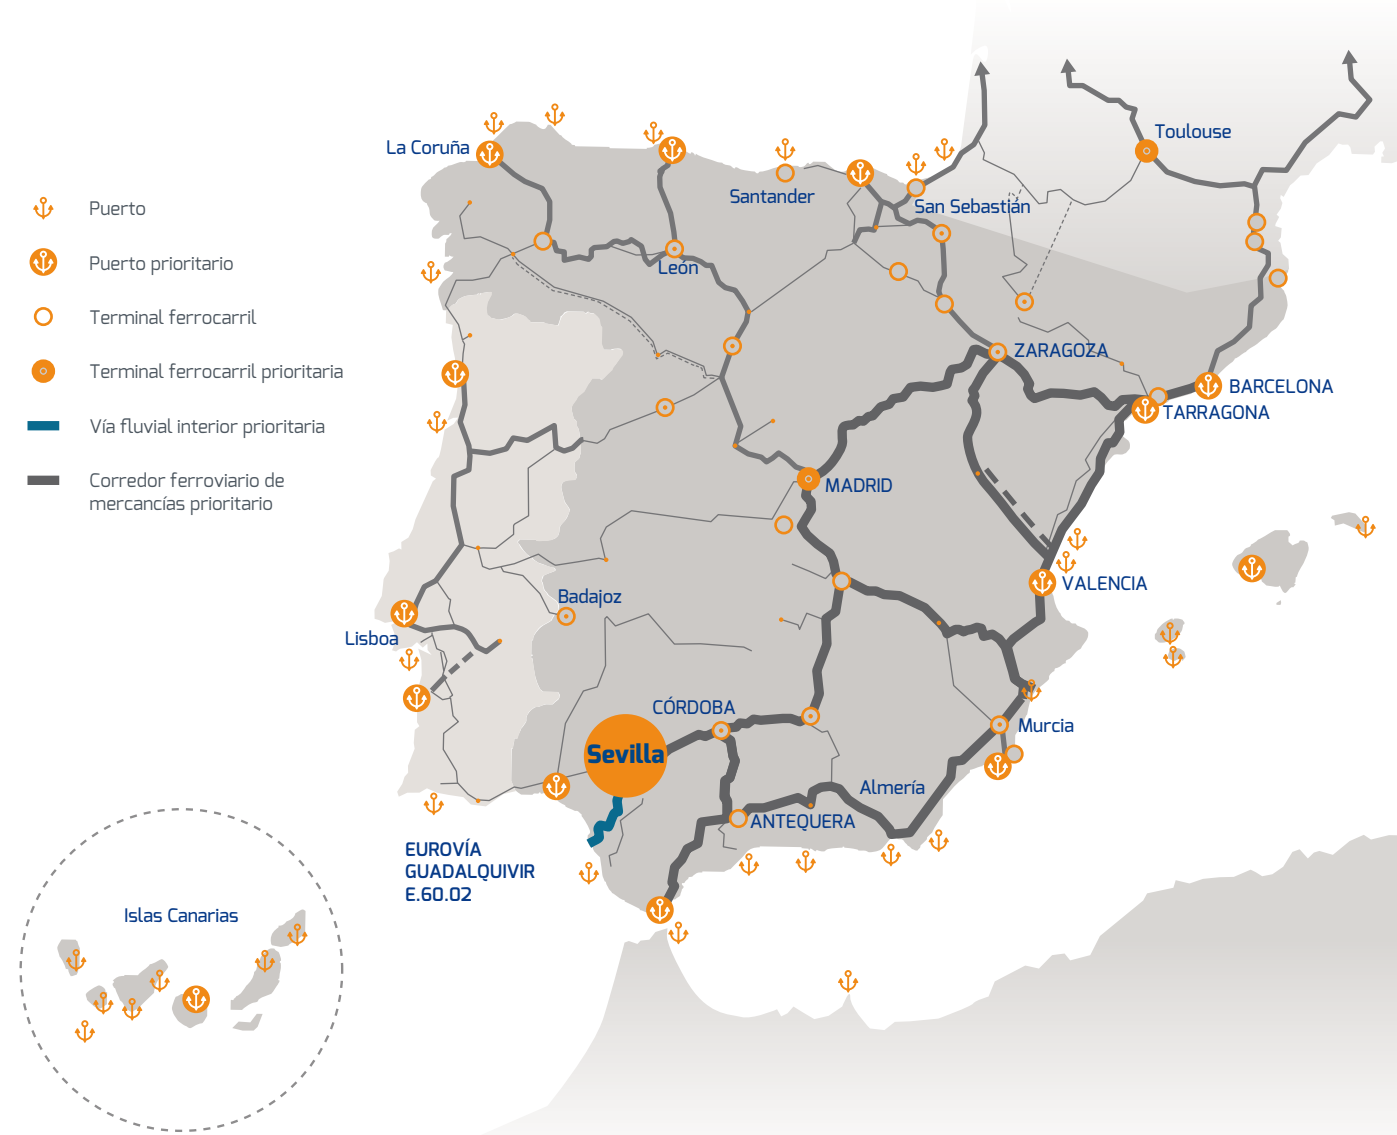 Puerto
Puerto prioritario
Terminal ferrocarril
Terminal ferrocarril prioritaria
Vía fluvial interior prioritaria
Corredor ferroviario de
mercancías prioritario
La Coruña
Santander
San Sebastián
Toulouse
León
ZARAGOZA
BARCELONA
TARRAGONA
MADRID
VALENCIA
Badajoz
Lisboa
CÓRDOBA
Murcia
Sevilla
Almería
ANTEQUERA
EUROVÍA
GUADALQUIVIR
E.60.02
Islas Canarias